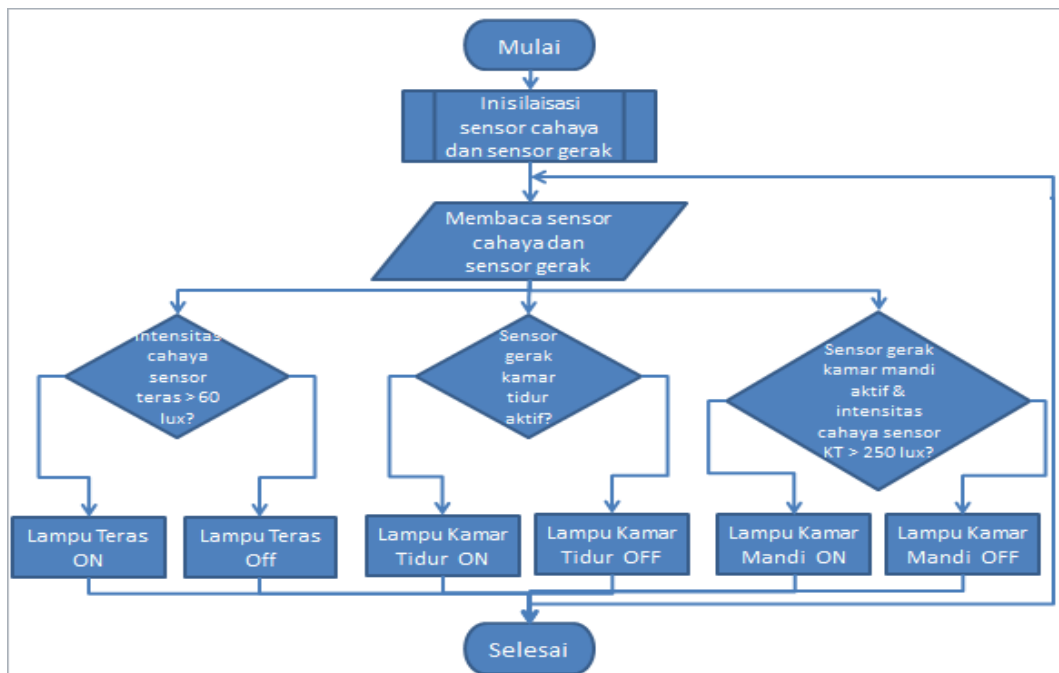 Mulai
Inisilaisasi
sensor cahaya
dan sensor gerak
Membaca sensor
cahaya dan
sensor gerak
Intensitas
cahaya
sensor
teras > 60
lux?
Sensor
gerak
kamar
tidur
aktif?
Sensor gerak
kamar mandi
aktif &
intensitas
cahaya sensor
KT > 250 lux?
Lampu Teras
ON
Lampu Teras
Off
Lampu Kamar
Tidur ON
Lampu Kamar
Tidur OFF
Lampu Kamar
Mandi ON
Lampu Kamar
Mandi OFF
Selesai